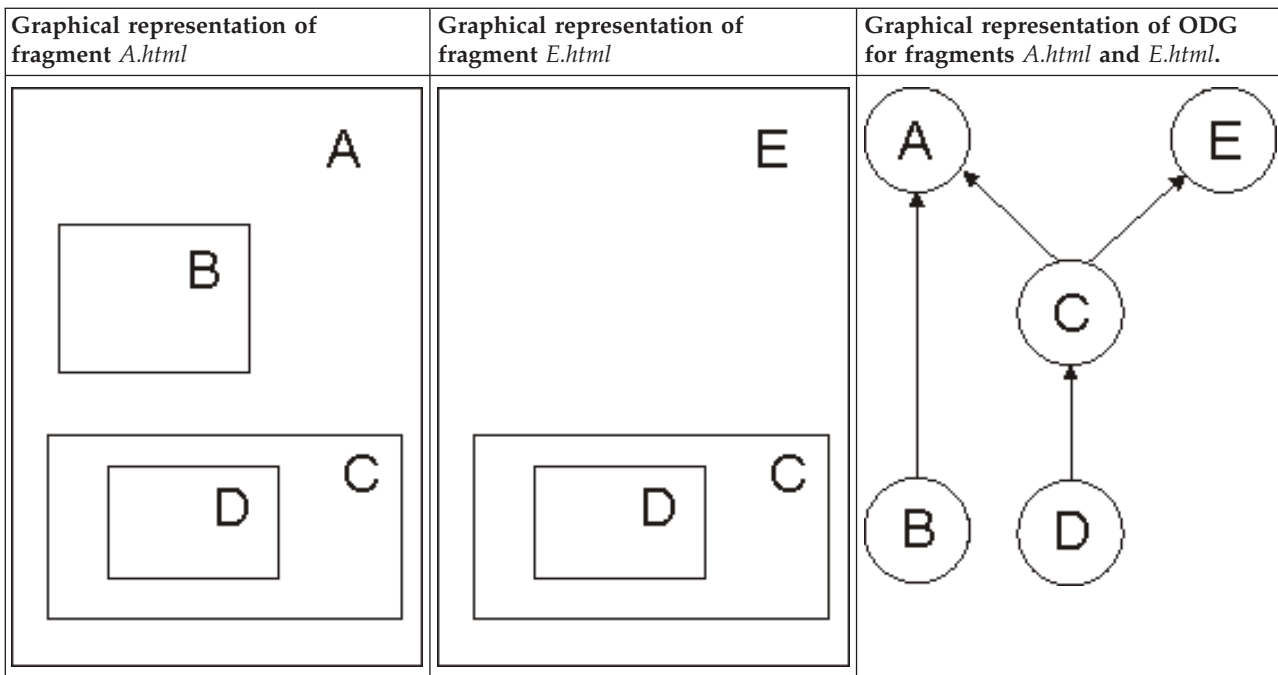 Graphical representation of
fragment A.html
Graphical representation of
fragment E.html
Graphical representation of ODG
for fragments A.html and E.html.
A
B
C
D
E
C
D
A
E
C
B
D